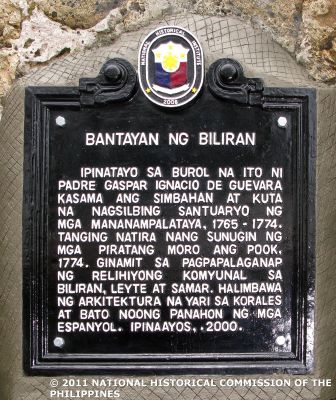 NATIONAL HISTORICAL INSTITUTE
2008
BANTAYAN NG BILIRAN
IPINATAYO SA BUROL NA ITO NI
PADRE GASPAR IGNACIO DE GUEVARA
KASAMA ANG SIMBAHAN AT KUTA
NA NAGSILBING SANTUARYO NG
MGA MANANAMPALATAYA, 1765 - 1774.
TANGING NATIRA NANG SUNUGIN NG
MGA PIRATANG MORO ANG POOK,
1774. GINAMIT SA PAGPAPALAGANAP
NG RELIHIYONG KOMYUNAL SA
BILIRAN, LEYTE AT SAMAR. HALIMBAWA
NG ARKITEKTURA NA YARI SA KORALES
AT BATO NOONG PANAHON NG MGA
ESPANYOL. IPINAAYOS, .2000.
© 2011 NATIONAL HISTORICAL COMMISSION OF THE
PHILIPPINES